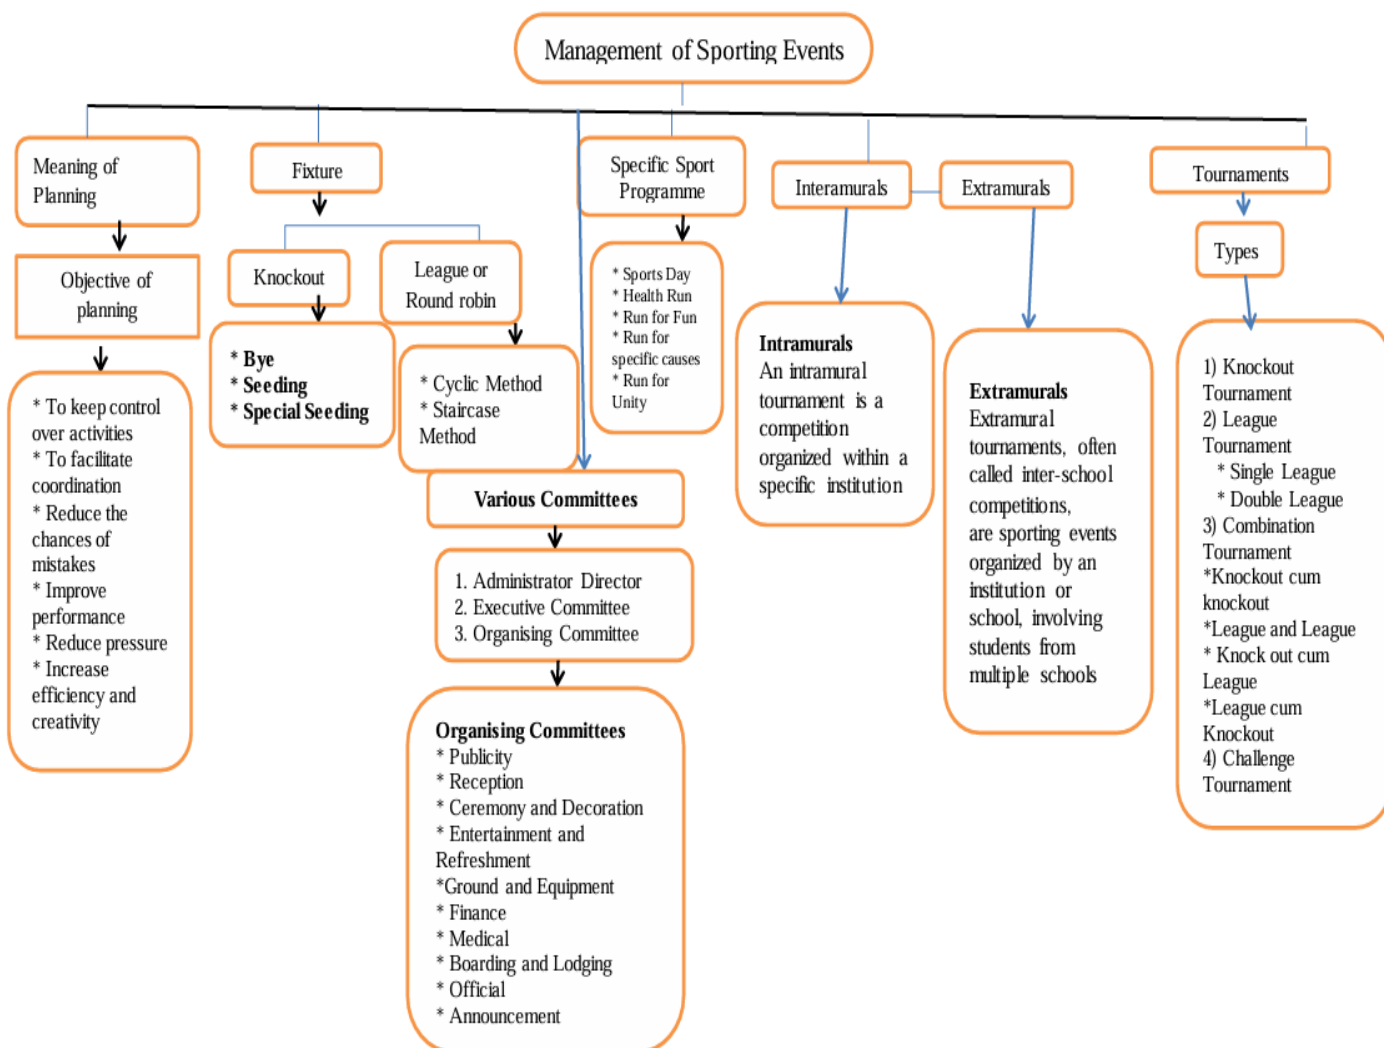 Management of Sporting Events
Meaning of
Planning
Objective of
planning
* To keep control
over activities
* To facilitate
coordination
* Reduce the
chances of
mistakes
* Improve
performance
* Reduce pressure
* Increase
efficiency and
creativity
Fixture
Knockout
* Bye
* Seeding
* Special Seeding
League or
Round robin
* Cyclic Method
* Staircase
Method
Various Committees
1. Administrator Director
2. Executive Committee
3. Organising Committee
Organising Committees
* Publicity
* Reception
* Ceremony and Decoration
* Entertainment and
Refreshment
*Ground and Equipment
* Finance
* Medical
* Boarding and Lodging
* Official
* Announcement
Specific Sport
Programme
* Sports Day
* Health Run
* Run for Fun
* Run for
specific causes
* Run for
Unity
Interamurals
Intramurals
An intramural
tournament is a
competition
organized within a
specific institution
Extramurals
Extramurals
Extramural
tournaments, often
called inter-school
competitions,
are sporting events
organized by an
institution or
school, involving
students from
multiple schools
Tournaments
Types
1) Knockout
Tournament
2) League
Tournament
* Single League
* Double League
3) Combination
Tournament
*Knockout cum
knockout
*League and League
* Knock out cum
League
*League cum
Knockout
4) Challenge
Tournament